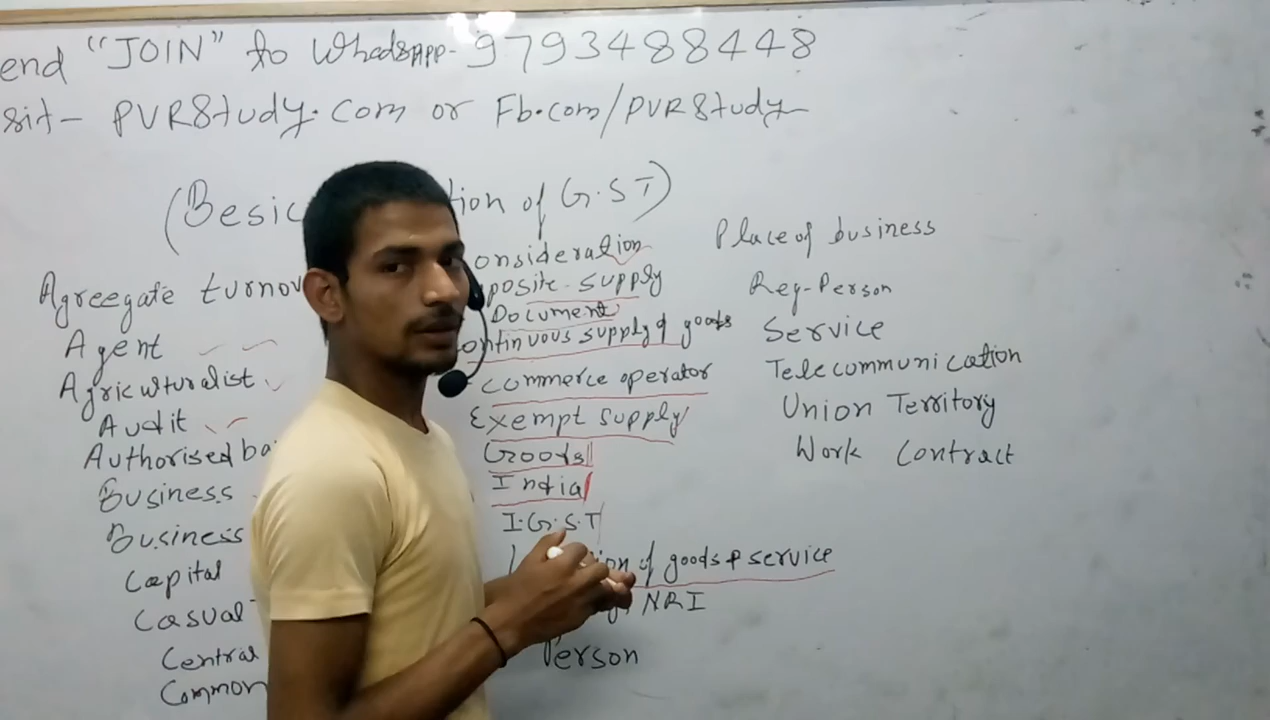 end "JOIN" to Whatsapp- 9793488448
sit- PVRStudy.com or Fb.com/PVRStudy
(Besic tion of G.S.T)
Agreegate turnov
Agent
Agriculturalist
Audit
Authorised ba
Business
Business
Capital
Casual
Central
Common
onsideration
posite supply
Document
ontinuous supply of goods
commerce operator
Exempt supply
Goods
India
I.G.S.T
ion of goods & service
NRI
Person
Place of business
Reg-Person
Service
Telecommunication
Union Territory
Work Contract